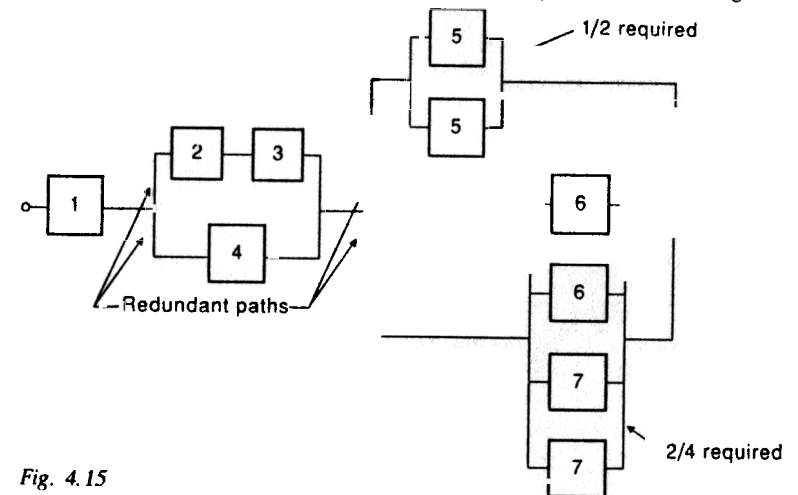 5
1/2 required
5
2
3
1
6
4
6
Redundant paths
7
2/4 required
7
Fig. 4.15